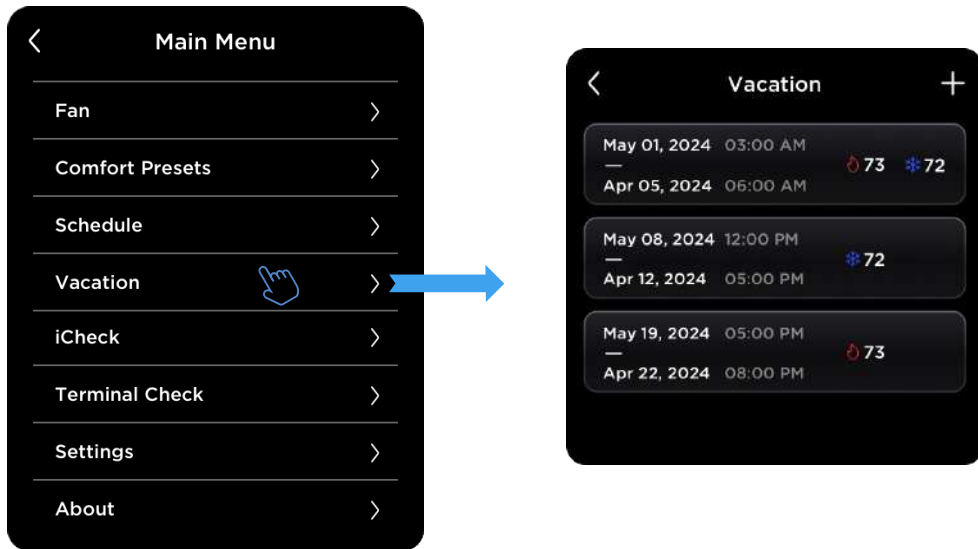 Main Menu
Fan
Comfort Presets
Schedule
Vacation
iCheck
Terminal Check
Settings
About
Vacation
May 01, 2024 03:00 AM
—
Apr 05, 2024 06:00 AM
73 72
May 08, 2024 12:00 PM
—
Apr 12, 2024 05:00 PM
72
May 19, 2024 05:00 PM
—
Apr 22, 2024 08:00 PM
73